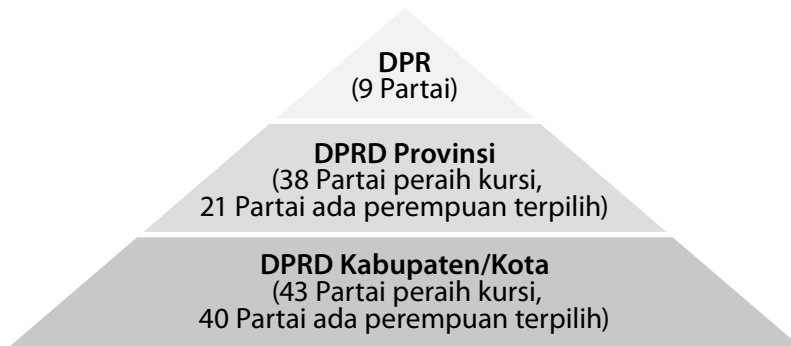 DPR
(9 Partai)
DPRD Provinsi
(38 Partai peraih kursi,
21 Partai ada perempuan terpilih)
DPRD Kabupaten/Kota
(43 Partai peraih kursi,
40 Partai ada perempuan terpilih)